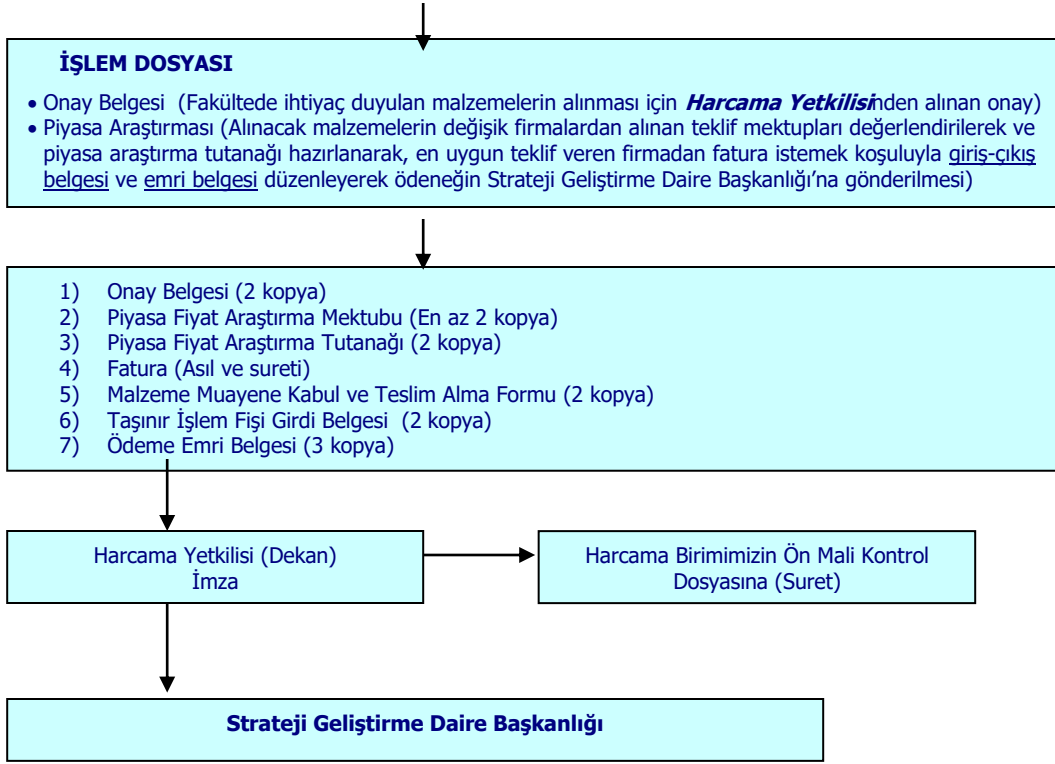 İŞLEM DOSYASI
• Onay Belgesi (Fakültede ihtiyaç duyulan malzemelerin alınması için Harcama Yetkilisinden alınan onay)
• Piyasa Araştırması (Alınacak malzemelerin değişik firmalardan alınan teklif mektupları değerlendirilerek ve
piyasa araştırma tutanağı hazırlanarak, en uygun teklif veren firmadan fatura istemek koşuluyla giriş-çıkış
belgesi ve emri belgesi düzenleyerek ödeneğin Strateji Geliştirme Daire Başkanlığı’na gönderilmesi)
1) Onay Belgesi (2 kopya)
2) Piyasa Fiyat Araştırma Mektubu (En az 2 kopya)
3) Piyasa Fiyat Araştırma Tutanağı (2 kopya)
4) Fatura (Asıl ve sureti)
5) Malzeme Muayene Kabul ve Teslim Alma Formu (2 kopya)
6) Taşınır İşlem Fişi Girdi Belgesi (2 kopya)
7) Ödeme Emri Belgesi (3 kopya)
Harcama Yetkilisi (Dekan)
İmza
Harcama Birimimizin Ön Mali Kontrol
Dosyasına (Suret)
Strateji Geliştirme Daire Başkanlığı